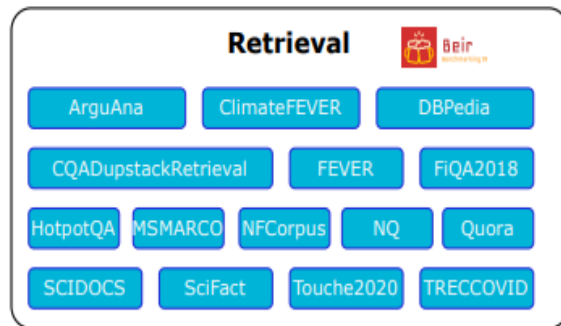 Retrieval
Beir
ArguAna ClimateFEVER DBPedia
CQADupstackRetrieval FEVER FiQA2018
HotpotQA MSMARCO NFCorpus NQ Quora
SCIDOCS SciFact Touche2020 TRECCOVID